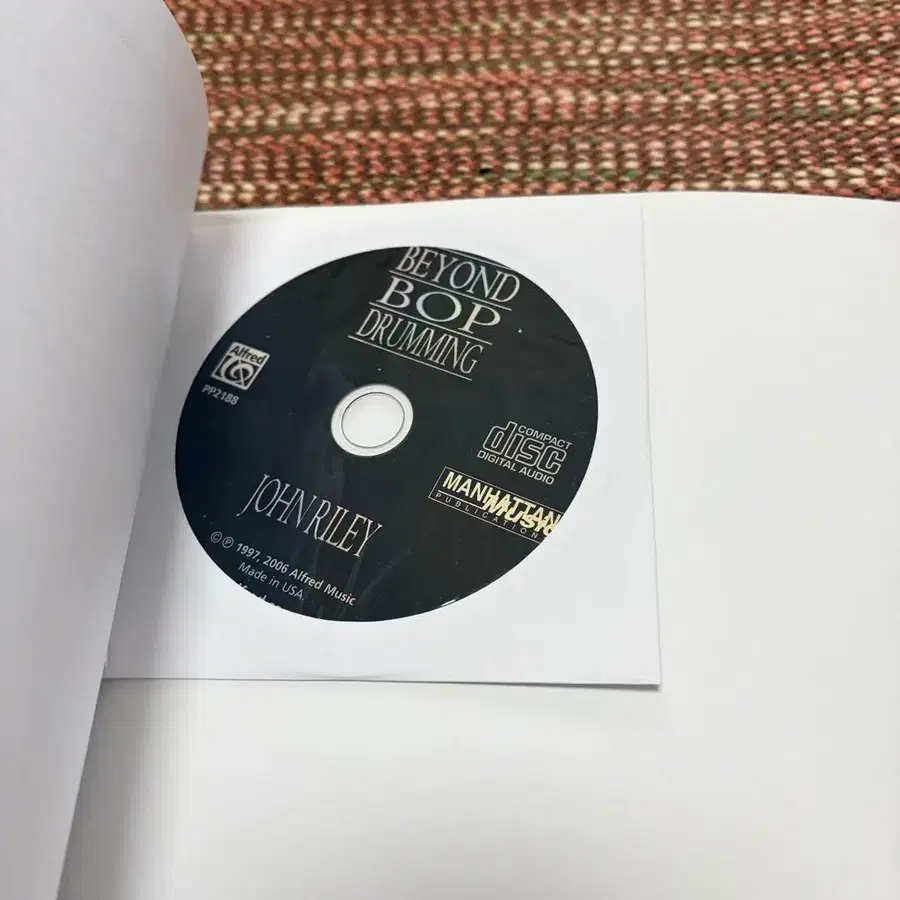 BEYOND
BOP
DRUMMING
Alfred
PP2188
COMPACT
disc
DIGITAL AUDIO
MANHATTAN
MUSIC
PUBLICATION
JOHN RILEY
© ℗ 1997, 2006 Alfred Music
Made in USA.